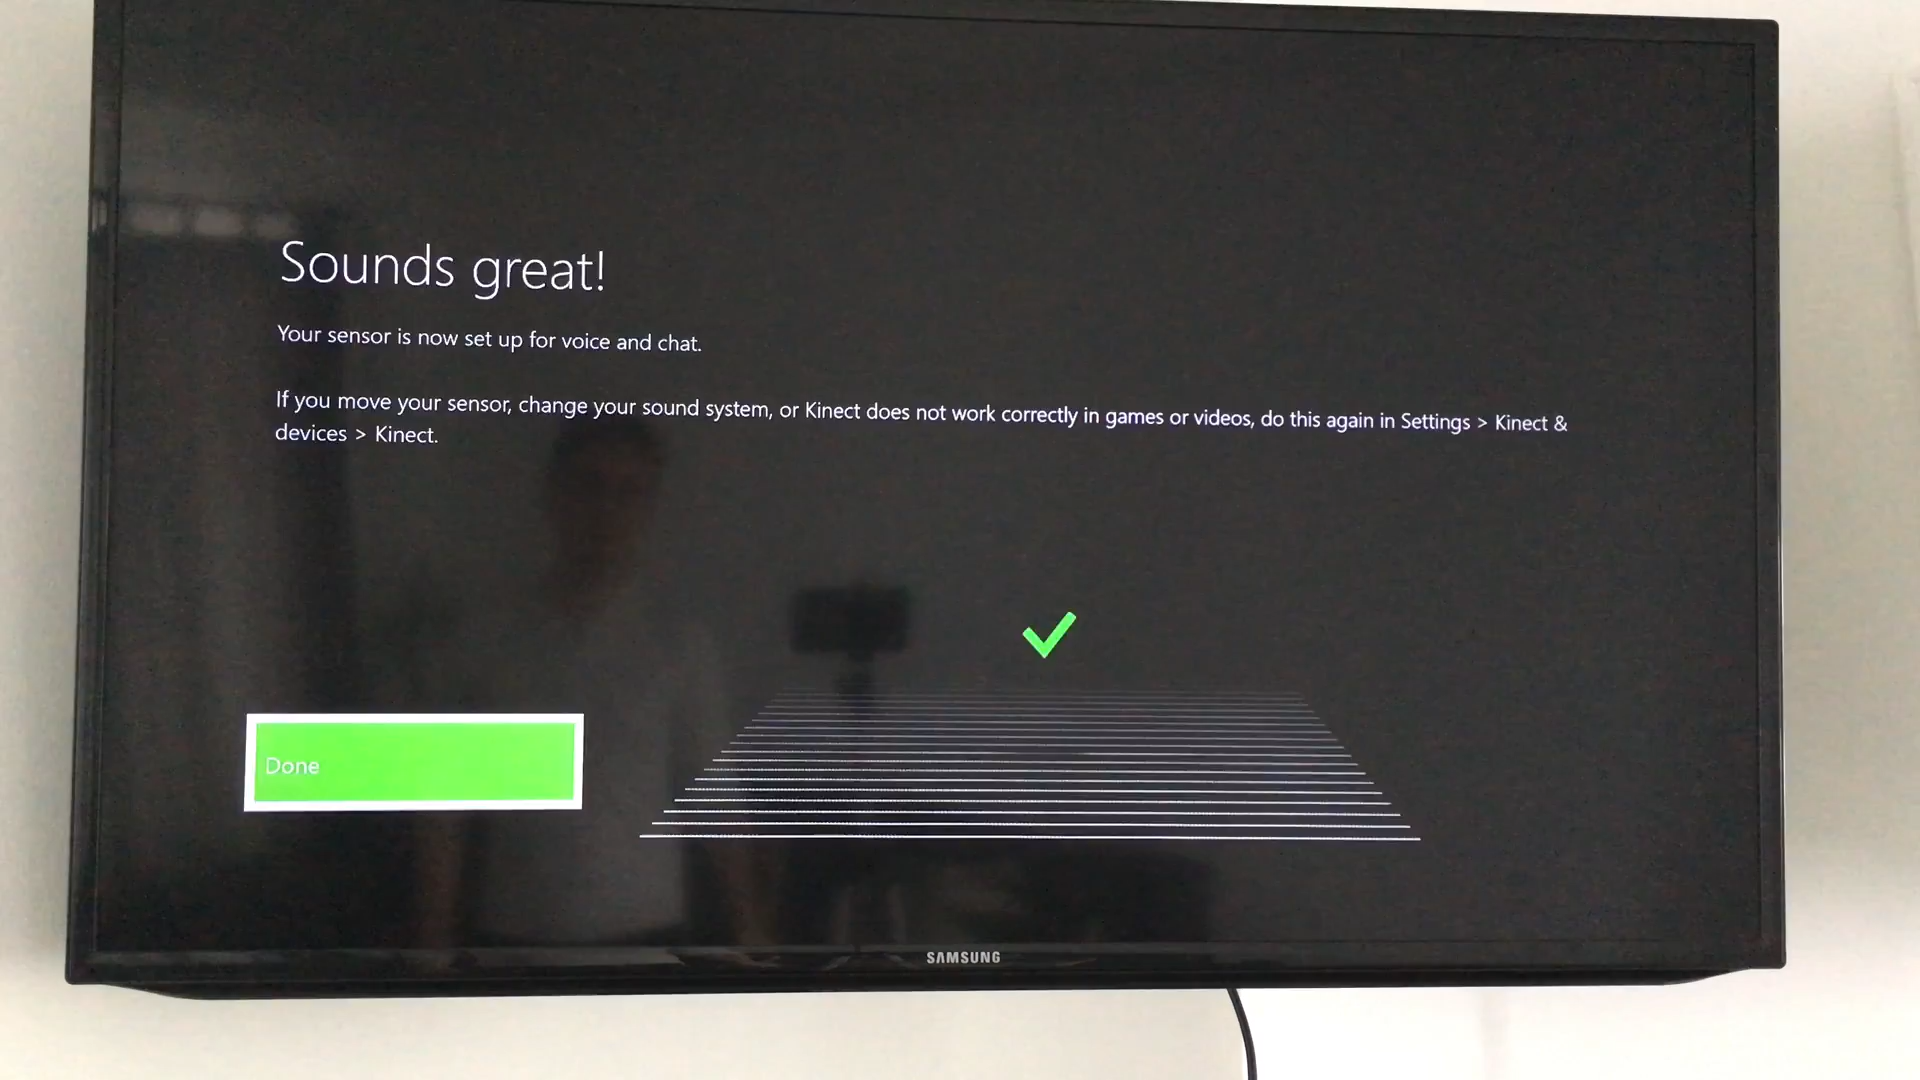 Sounds great!
Your sensor is now set up for voice and chat.
If you move your sensor, change your sound system, or Kinect does not work correctly in games or videos, do this again in Settings > Kinect &
devices > Kinect.
Done
SAMSUNG